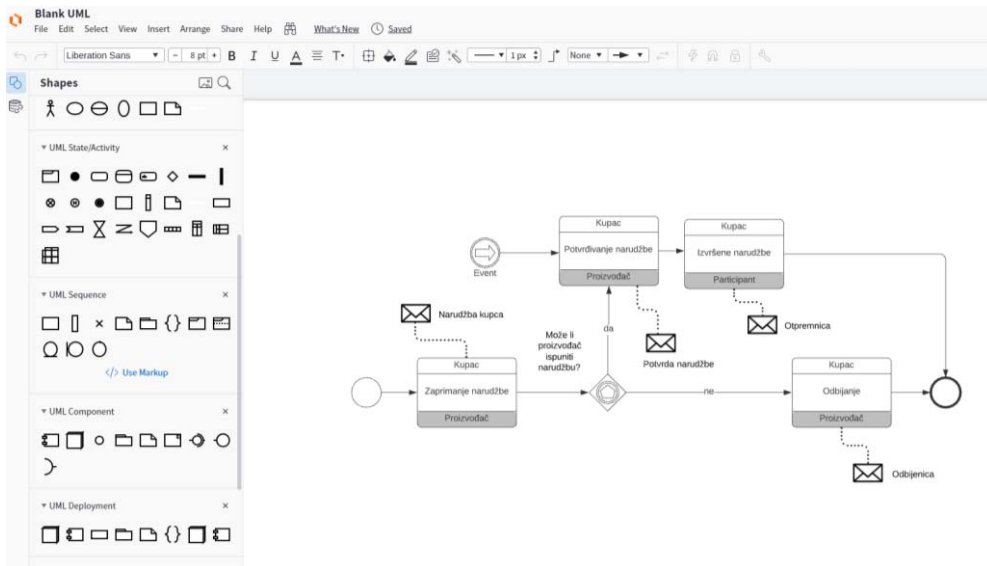 Blank UML
File Edit Select View Insert Arrange Share Help What's New Saved
Liberation Sans - 8 pt + B I U A T 1 px None
Shapes
UML State/Activity
UML Sequence
</> Use Markup
UML Component
UML Deployment
Kupac
Potvrđivanje narudžbe
Proizvođač
Kupac
Izvršene narudžbe
Participant
Event
Narudžba kupca
Može li
proizvođač
ispuniti
narudžbu?
da
Potvrda narudžbe
Otpremnica
Kupac
Zaprimanje narudžbe
Proizvođač
ne
Kupac
Odbijanje
Proizvođač
Odbijenica